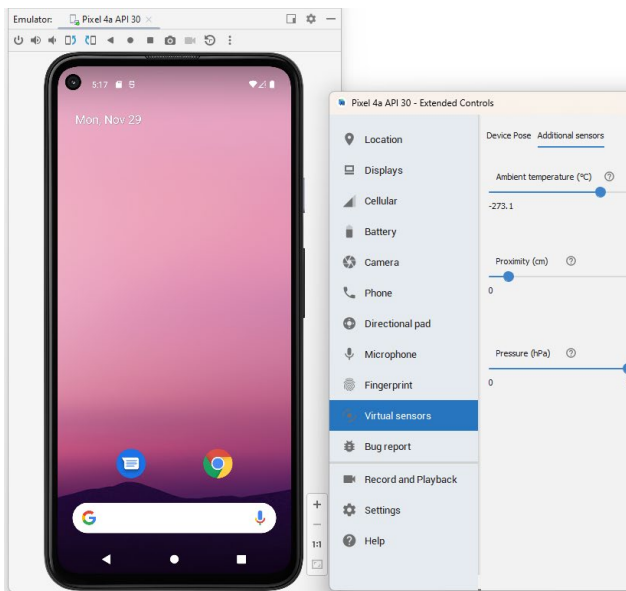 Emulator: Pixel 4a API 30
5:17
Mon, Nov 29
1:1
Pixel 4a API 30 - Extended Controls
Location
Displays
Cellular
Battery
Camera
Phone
Directional pad
Microphone
Fingerprint
Virtual sensors
Bug report
Record and Playback
Settings
Help
Device Pose Additional sensors
Ambient temperature (°C)
-273.1
Proximity (cm)
0
Pressure (hPa)
0